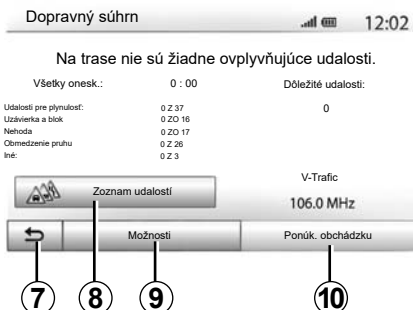 Dopravný súhrn 12:02
Na trase nie sú žiadne ovplyvňujúce udalosti.
Všetky onesk.: 0 : 00 Dôležité udalosti:
0
Udalosti pre plynulosť: 0 Z 37
Uzávierka a blok 0 ZO 16
Nehoda 0 ZO 17
Obmedzenie pruhu 0 Z 26
Iné: 0 Z 3
Zoznam udalostí
V-Trafic
106.0 MHz
Možnosti
Ponúk. obchádzku
7 8 9 10